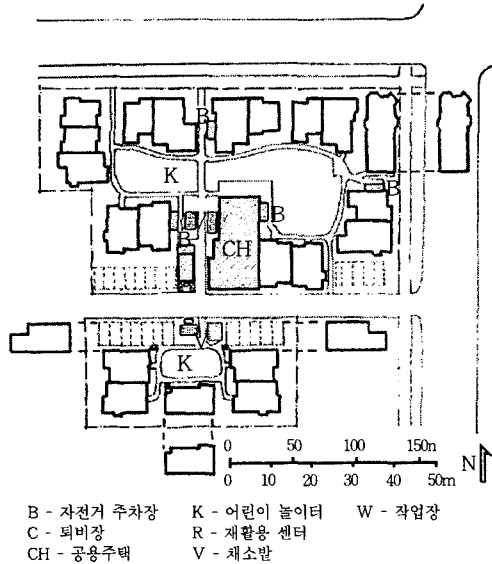 B
K
B
B
B
CH
V
K
0 50 100 150n
0 10 20 30 40 50m
N
B - 자전거 주차장 K - 어린이 놀이터 W - 작업장
C - 퇴비장 R - 재활용 센터
CH - 공용주택 V - 채소밭